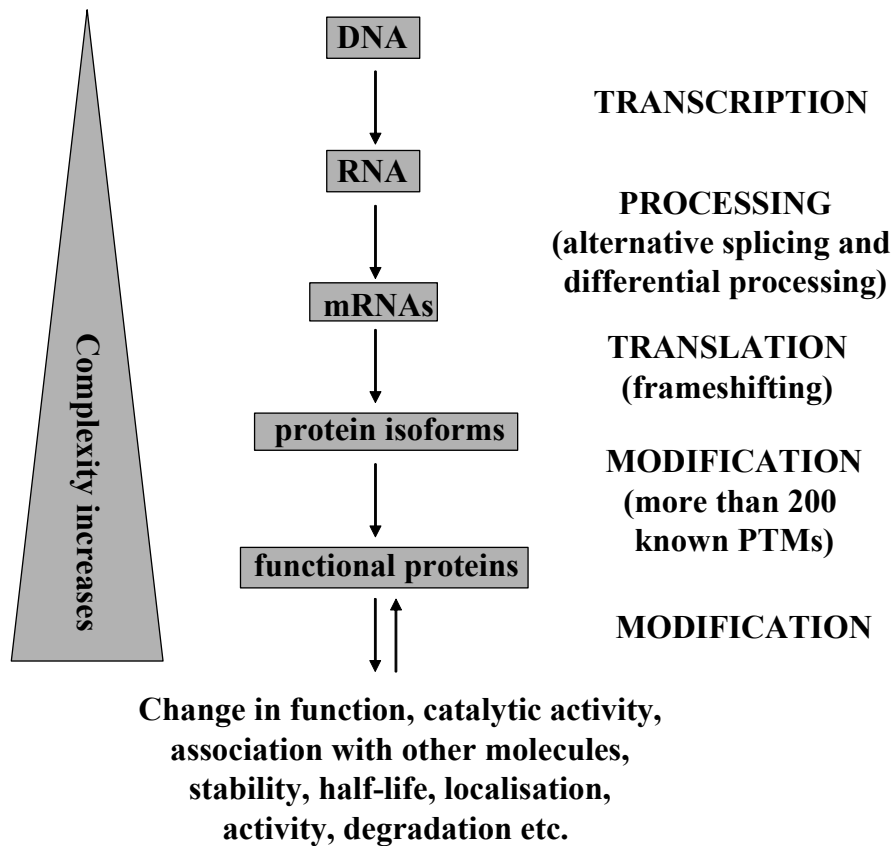 DNA
TRANSCRIPTION
RNA
PROCESSING
(alternative splicing and
differential processing)
mRNAs
TRANSLATION
(frameshifting)
protein isoforms
MODIFICATION
(more than 200
known PTMs)
functional proteins
MODIFICATION
Complexity increases
Change in function, catalytic activity,
association with other molecules,
stability, half-life, localisation,
activity, degradation etc.